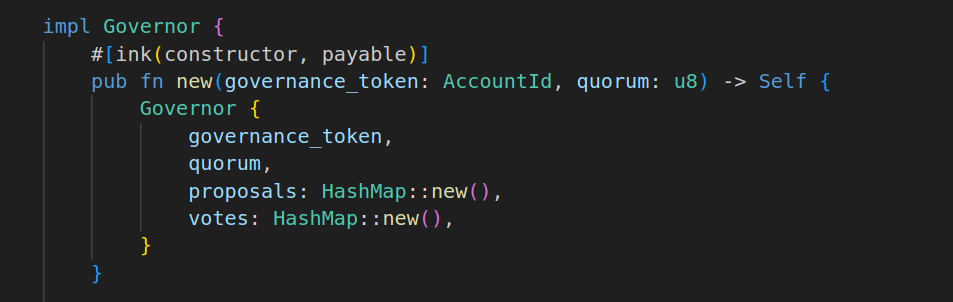 impl Governor {
    #[ink(constructor, payable)]
    pub fn new(governance_token: AccountId, quorum: u8) -> Self {
        Governor {
            governance_token,
            quorum,
            proposals: HashMap::new(),
            votes: HashMap::new(),
        }
    }